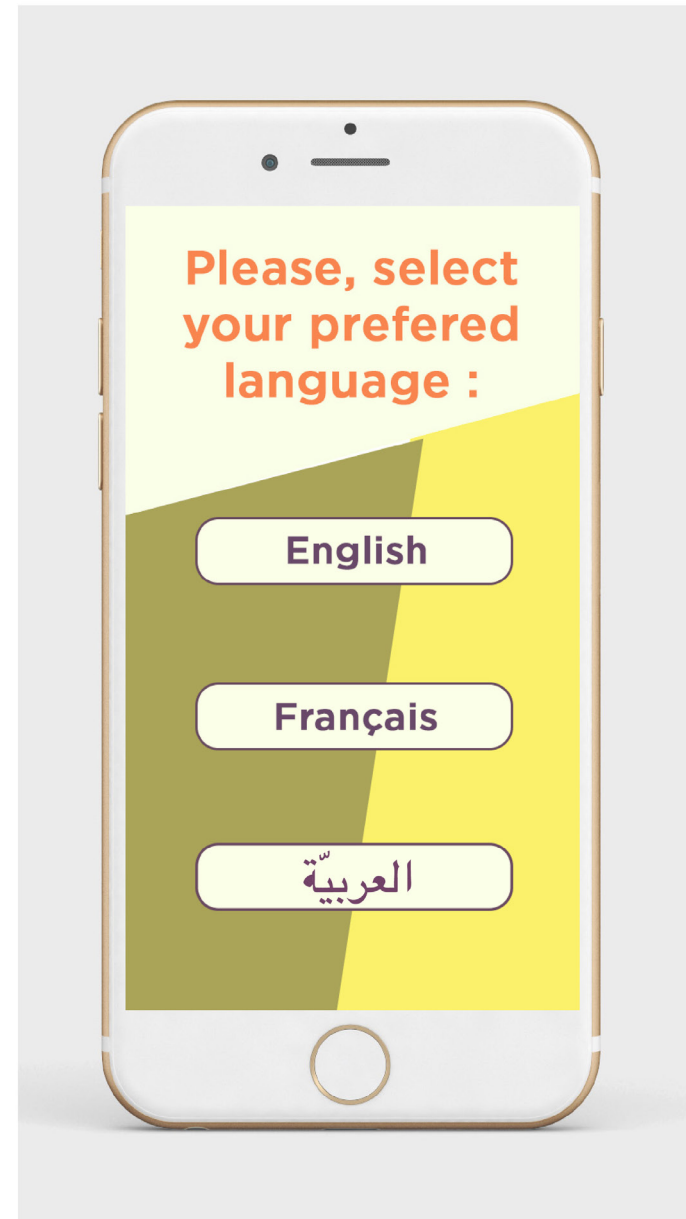 Please, select
your prefered
language :
English
Français
العربيّة